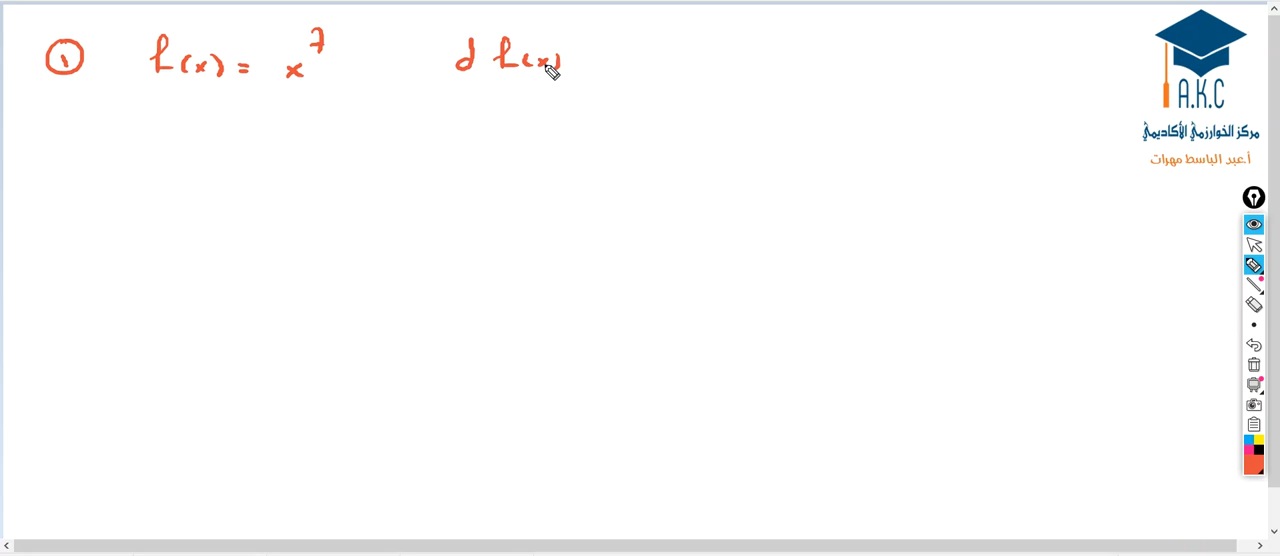 ① h(x) = x⁷ d h(x)
A.K.C
مركز الخوارزمي الأكاديمي
أ.عبد الباسط مهرات